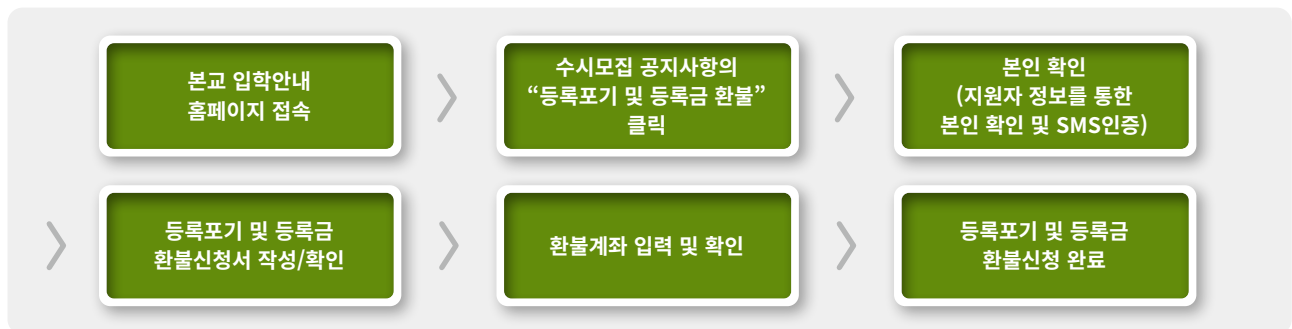 본교 입학안내
홈페이지 접속
수시모집 공지사항의
“등록포기 및 등록금 환불”
클릭
본인 확인
(지원자 정보를 통한
본인 확인 및 SMS인증)
등록포기 및 등록금
환불신청서 작성/확인
환불계좌 입력 및 확인
등록포기 및 등록금
환불신청 완료